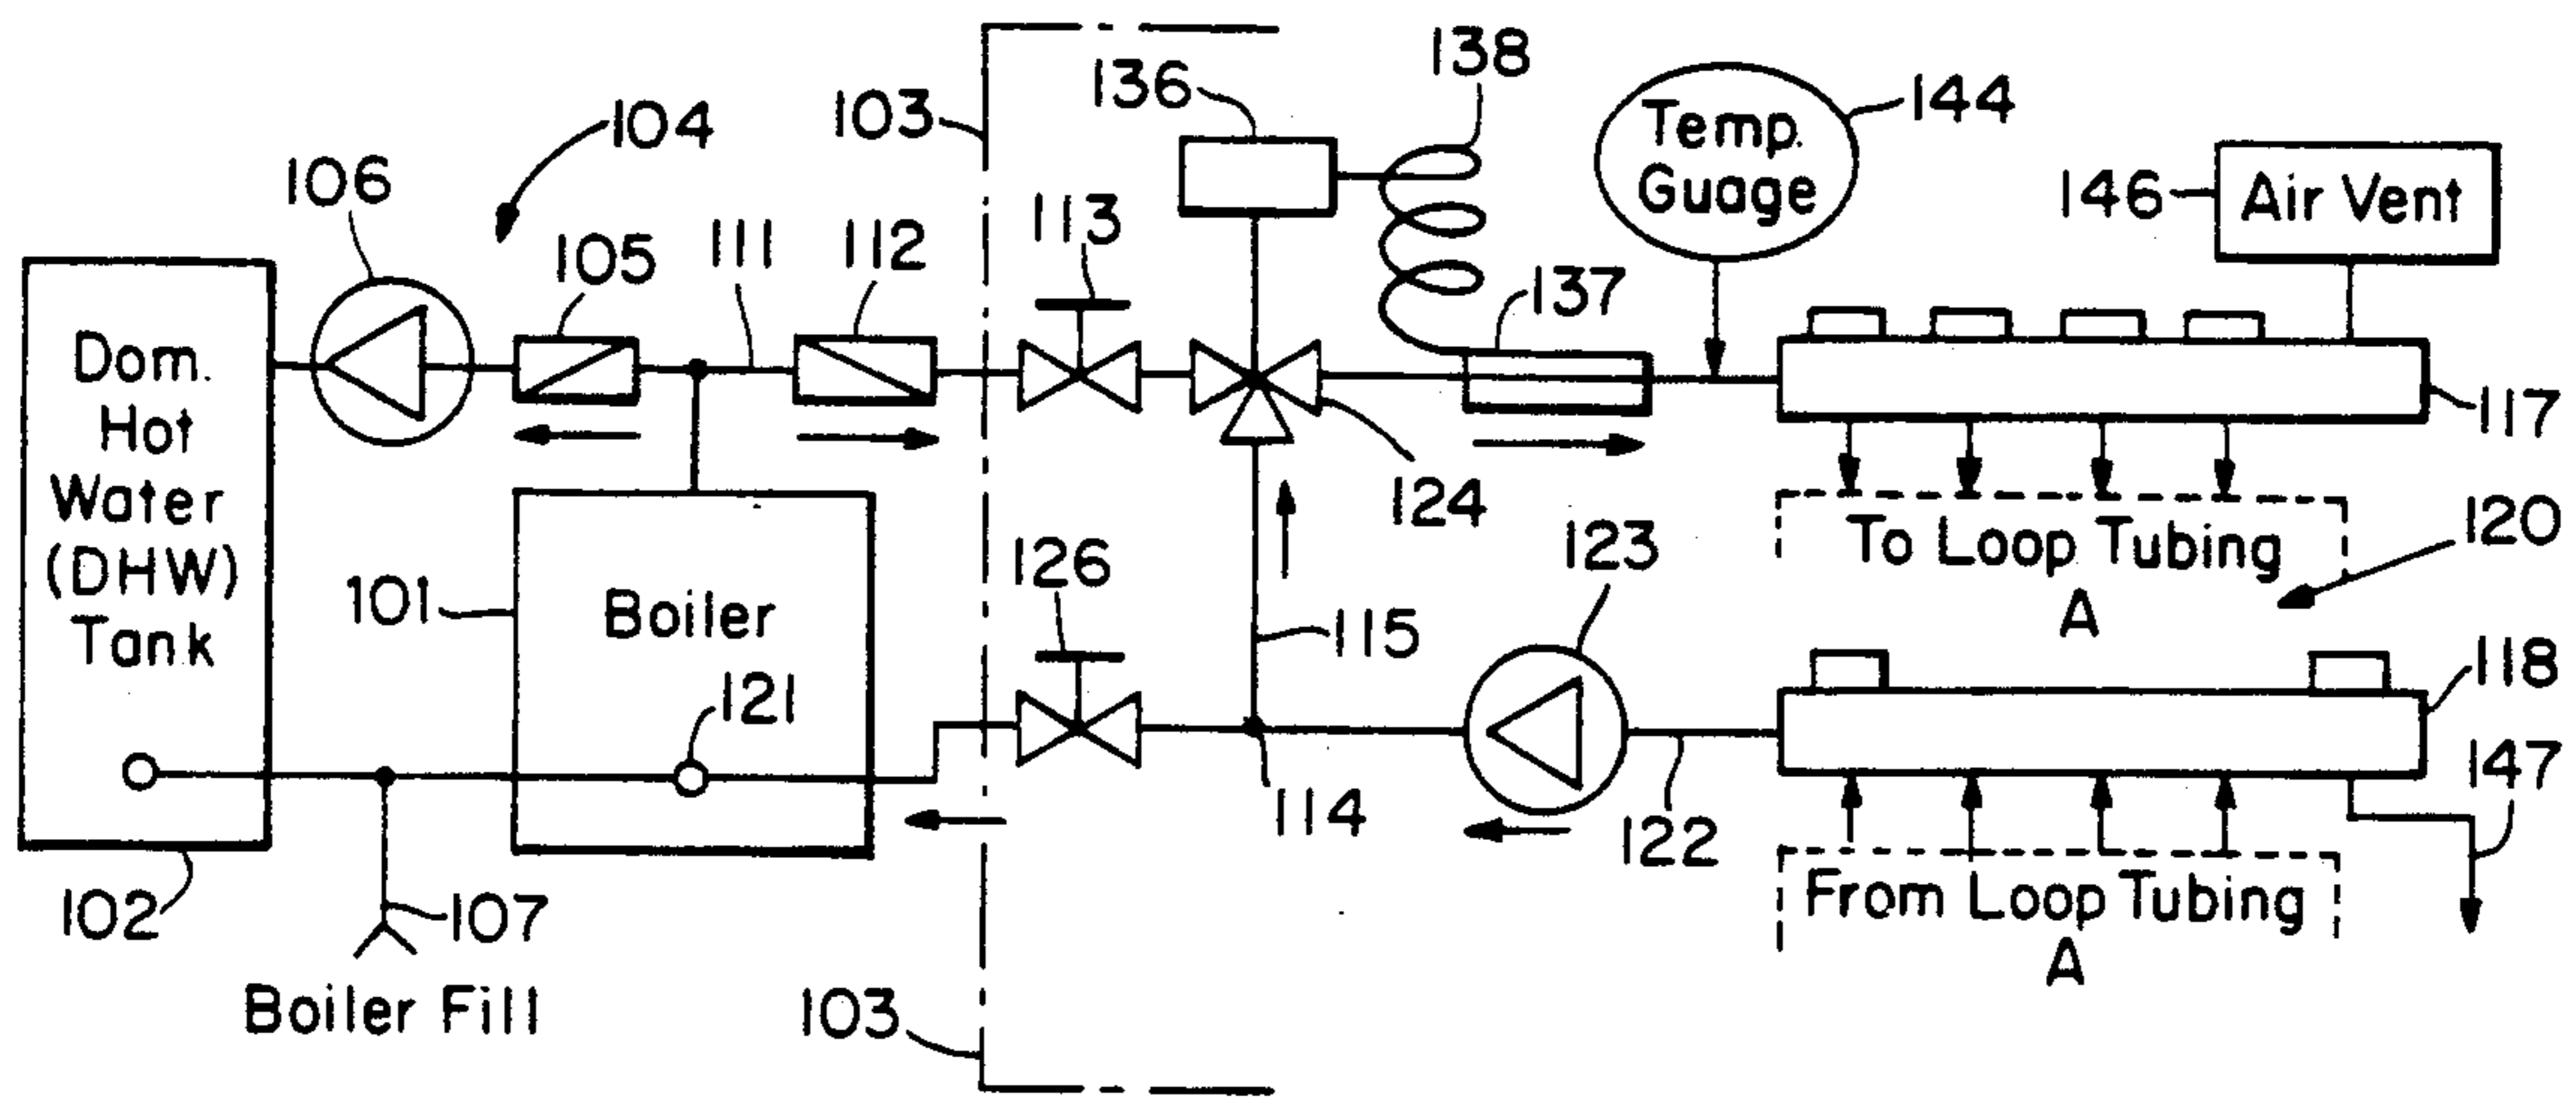 138
136
144
103
104
Temp.
Guage
106
146
Air Vent
113
111
112
105
137
Dom.
Hot
Water
(DHW)
Tank
117
124
120
123
To Loop Tubing
A
126
101
Boiler
115
118
121
147
114
122
From Loop Tubing
A
102
107
103
Boiler Fill